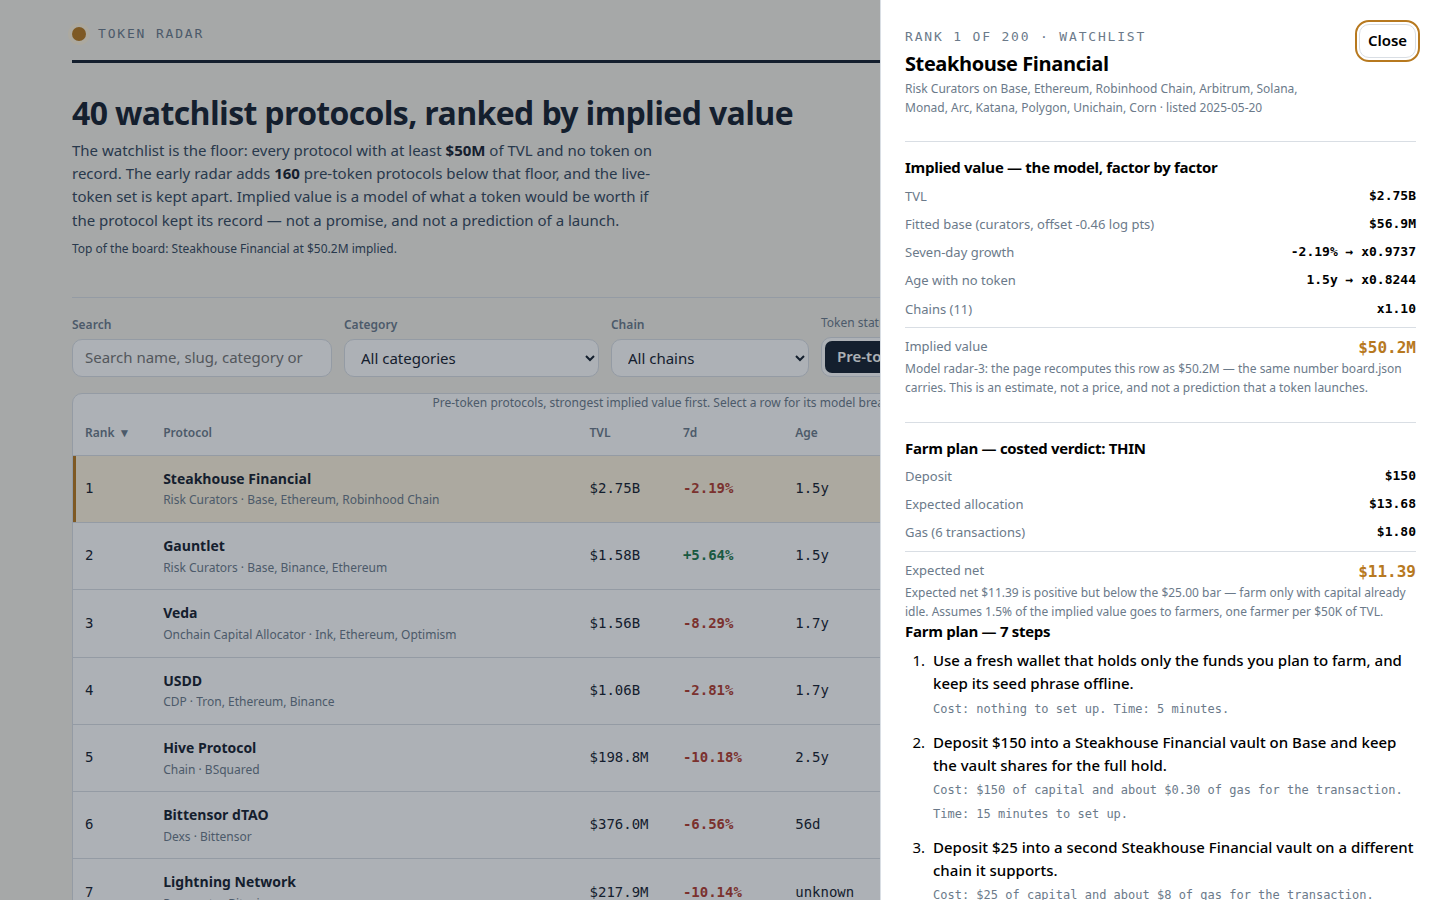 TOKEN RADAR
40 watchlist protocols, ranked by implied value
The watchlist is the floor: every protocol with at least $50M of TVL and no token on
record. The early radar adds 160 pre-token protocols below that floor, and the live-
token set is kept apart. Implied value is a model of what a token would be worth if
the protocol kept its record — not a promise, and not a prediction of a launch.
Top of the board: Steakhouse Financial at $50.2M implied.
Search
Category
Chain
Token stat
Search name, slug, category or
All categories
All chains
Pre-to
Pre-token protocols, strongest implied value first. Select a row for its model brea
Rank ▼ Protocol TVL 7d Age
1 Steakhouse Financial $2.75B -2.19% 1.5y
Risk Curators · Base, Ethereum, Robinhood Chain
2 Gauntlet $1.58B +5.64% 1.5y
Risk Curators · Base, Binance, Ethereum
3 Veda $1.56B -8.29% 1.7y
Onchain Capital Allocator · Ink, Ethereum, Optimism
4 USDD $1.06B -2.81% 1.7y
CDP · Tron, Ethereum, Binance
5 Hive Protocol $198.8M -10.18% 2.5y
Chain · BSquared
6 Bittensor dTAO $376.0M -6.56% 56d
Dexs · Bittensor
7 Lightning Network $217.9M -10.14% unknown
RANK 1 OF 200 · WATCHLIST
Close
Steakhouse Financial
Risk Curators on Base, Ethereum, Robinhood Chain, Arbitrum, Solana,
Monad, Arc, Katana, Polygon, Unichain, Corn · listed 2025-05-20
Implied value — the model, factor by factor
TVL $2.75B
Fitted base (curators, offset -0.46 log pts) $56.9M
Seven-day growth -2.19% → x0.9737
Age with no token 1.5y → x0.8244
Chains (11) x1.10
Implied value $50.2M
Model radar-3: the page recomputes this row as $50.2M — the same number board.json
carries. This is an estimate, not a price, and not a prediction that a token launches.
Farm plan — costed verdict: THIN
Deposit $150
Expected allocation $13.68
Gas (6 transactions) $1.80
Expected net $11.39
Expected net $11.39 is positive but below the $25.00 bar — farm only with capital already
idle. Assumes 1.5% of the implied value goes to farmers, one farmer per $50K of TVL.
Farm plan — 7 steps
1. Use a fresh wallet that holds only the funds you plan to farm, and
keep its seed phrase offline.
Cost: nothing to set up. Time: 5 minutes.
2. Deposit $150 into a Steakhouse Financial vault on Base and keep
the vault shares for the full hold.
Cost: $150 of capital and about $0.30 of gas for the transaction.
Time: 15 minutes to set up.
3. Deposit $25 into a second Steakhouse Financial vault on a different
chain it supports.
Cost: $25 of capital and about $8 of gas for the transaction.